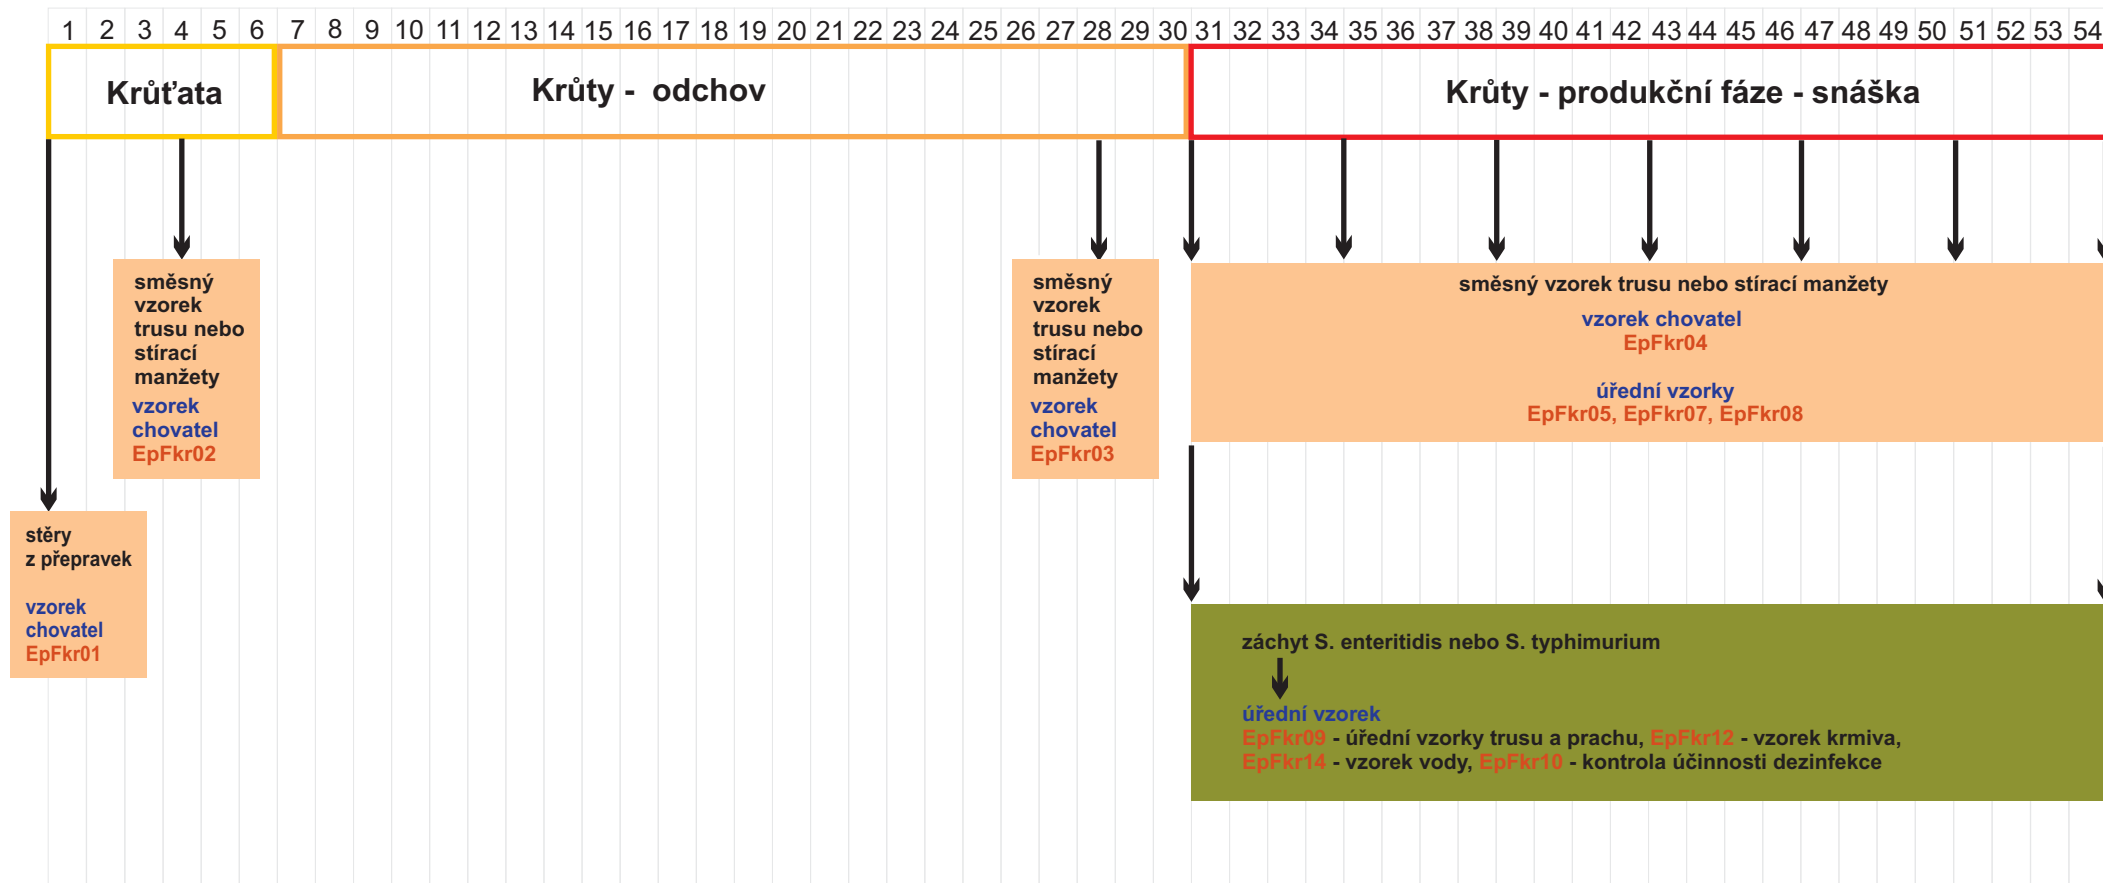 1 2 3 4 5 6 7 8 9 10 11 12 13 14 15 16 17 18 19 20 21 22 23 24 25 26 27 28 29 30 31 32 33 34 35 36 37 38 39 40 41 42 43 44 45 46 47 48 49 50 51 52 53 54
Krůťata
Krůty - odchov
Krůty - produkční fáze - snáška
směsný
vzorek
trusu nebo
stírací
manžety
vzorek
chovatel
EpFkr02
směsný
vzorek
trusu nebo
stírací
manžety
vzorek
chovatel
EpFkr03
směsný vzorek trusu nebo stírací manžety
vzorek chovatel
EpFkr04
úřední vzorky
EpFkr05, EpFkr07, EpFkr08
stěry
z přepravek
vzorek
chovatel
EpFkr01
záchyt S. enteritidis nebo S. typhimurium
úřední vzorek
EpFkr09 - úřední vzorky trusu a prachu, EpFkr12 - vzorek krmiva,
EpFkr14 - vzorek vody, EpFkr10 - kontrola účinnosti dezinfekce